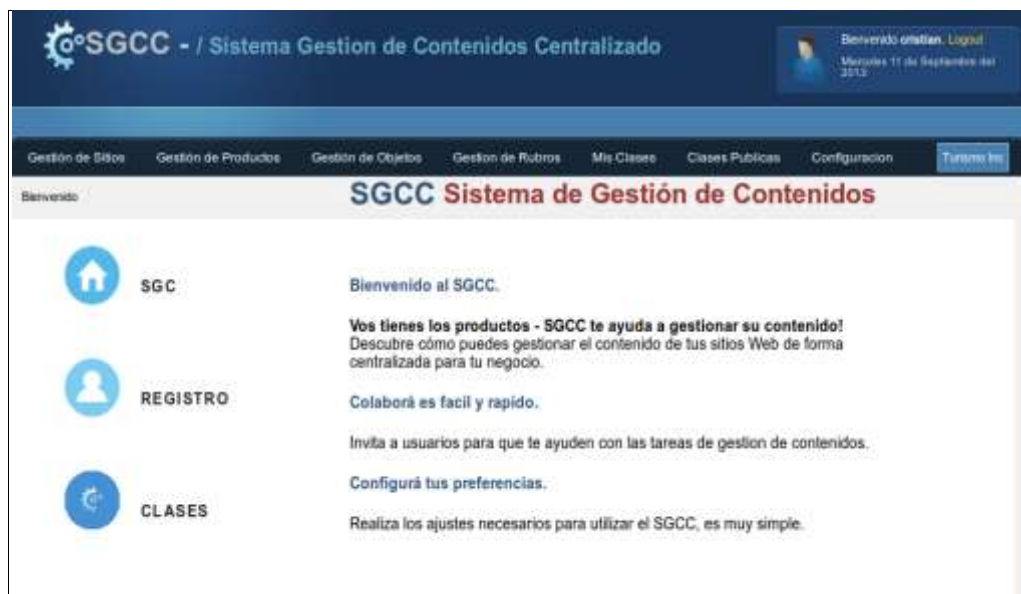 SGCC - / Sistema Gestion de Contenidos Centralizado
Bienvenido cristian. Logout
Miercoles 11 de Septiembre del
2013
Gestión de Sitios Gestión de Productos Gestión de Objetos Gestion de Rubros Mis Clases Clases Publicas Configuracion Turismo Inc
Bienvenido
SGCC Sistema de Gestión de Contenidos
SGC
Bienvenido al SGCC.
Vos tienes los productos - SGCC te ayuda a gestionar su contenido!
Descubre cómo puedes gestionar el contenido de tus sitios Web de forma
centralizada para tu negocio.
REGISTRO
Colaborá es facil y rapido.
Invita a usuarios para que te ayuden con las tareas de gestion de contenidos.
Configurá tus preferencias.
CLASES
Realiza los ajustes necesarios para utilizar el SGCC, es muy simple.